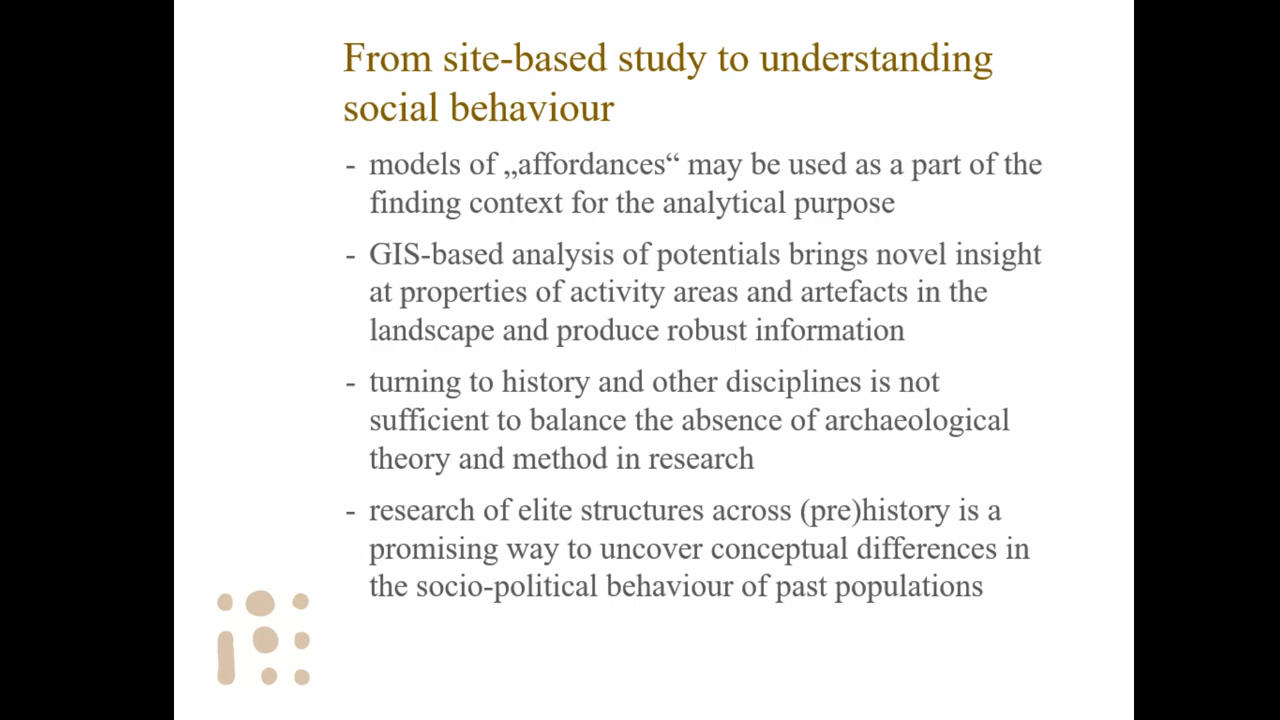 From site-based study to understanding
social behaviour
- models of „affordances“ may be used as a part of the
finding context for the analytical purpose
- GIS-based analysis of potentials brings novel insight
at properties of activity areas and artefacts in the
landscape and produce robust information
- turning to history and other disciplines is not
sufficient to balance the absence of archaeological
theory and method in research
- research of elite structures across (pre)history is a
promising way to uncover conceptual differences in
the socio-political behaviour of past populations